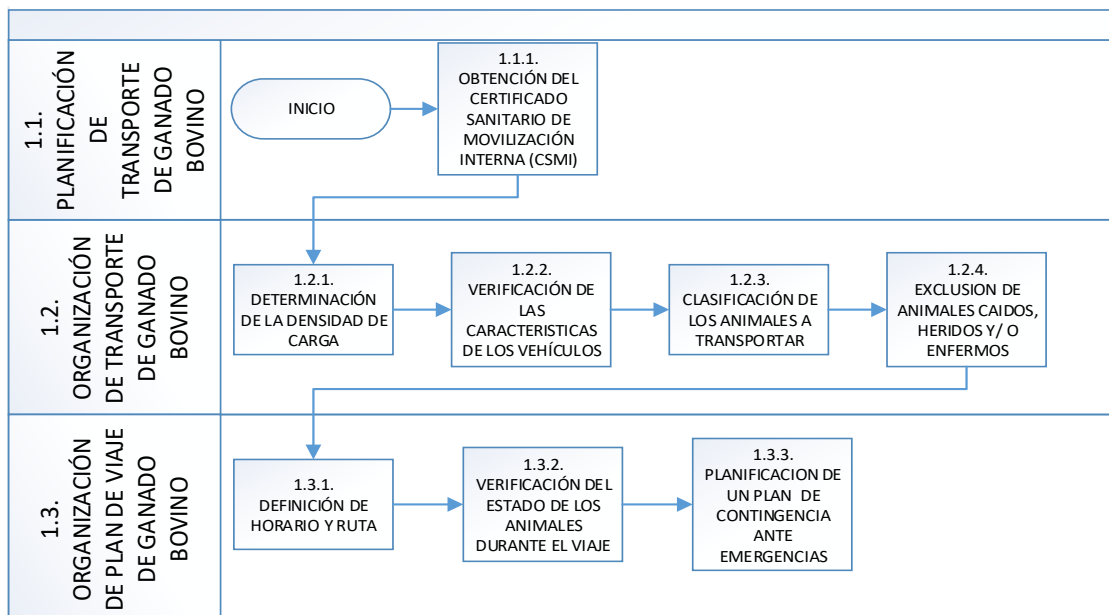 1.1.
PLANIFICACIÓN
DE
TRANSPORTE
DE GANADO
BOVINO
INICIO
1.1.1.
OBTENCIÓN DEL
CERTIFICADO
SANITARIO DE
MOVILIZACIÓN
INTERNA (CSMI)
1.2.
ORGANIZACIÓN
DE TRANSPORTE
DE GANADO
BOVINO
1.2.1.
DETERMINACIÓN
DE LA DENSIDAD DE
CARGA
1.2.2.
VERIFICACIÓN DE
LAS
CARACTERISTICAS
DE LOS VEHÍCULOS
1.2.3.
CLASIFICACIÓN DE
LOS ANIMALES A
TRANSPORTAR
1.2.4.
EXCLUSION DE
ANIMALES CAIDOS,
HERIDOS Y/ O
ENFERMOS
1.3.
ORGANIZACIÓN
DE PLAN DE VIAJE
DE GANADO
BOVINO
1.3.1.
DEFINICIÓN DE
HORARIO Y RUTA
1.3.2.
VERIFICACIÓN DEL
ESTADO DE LOS
ANIMALES
DURANTE EL VIAJE
1.3.3.
PLANIFICACION DE
UN PLAN DE
CONTINGENCIA
ANTE
EMERGENCIAS